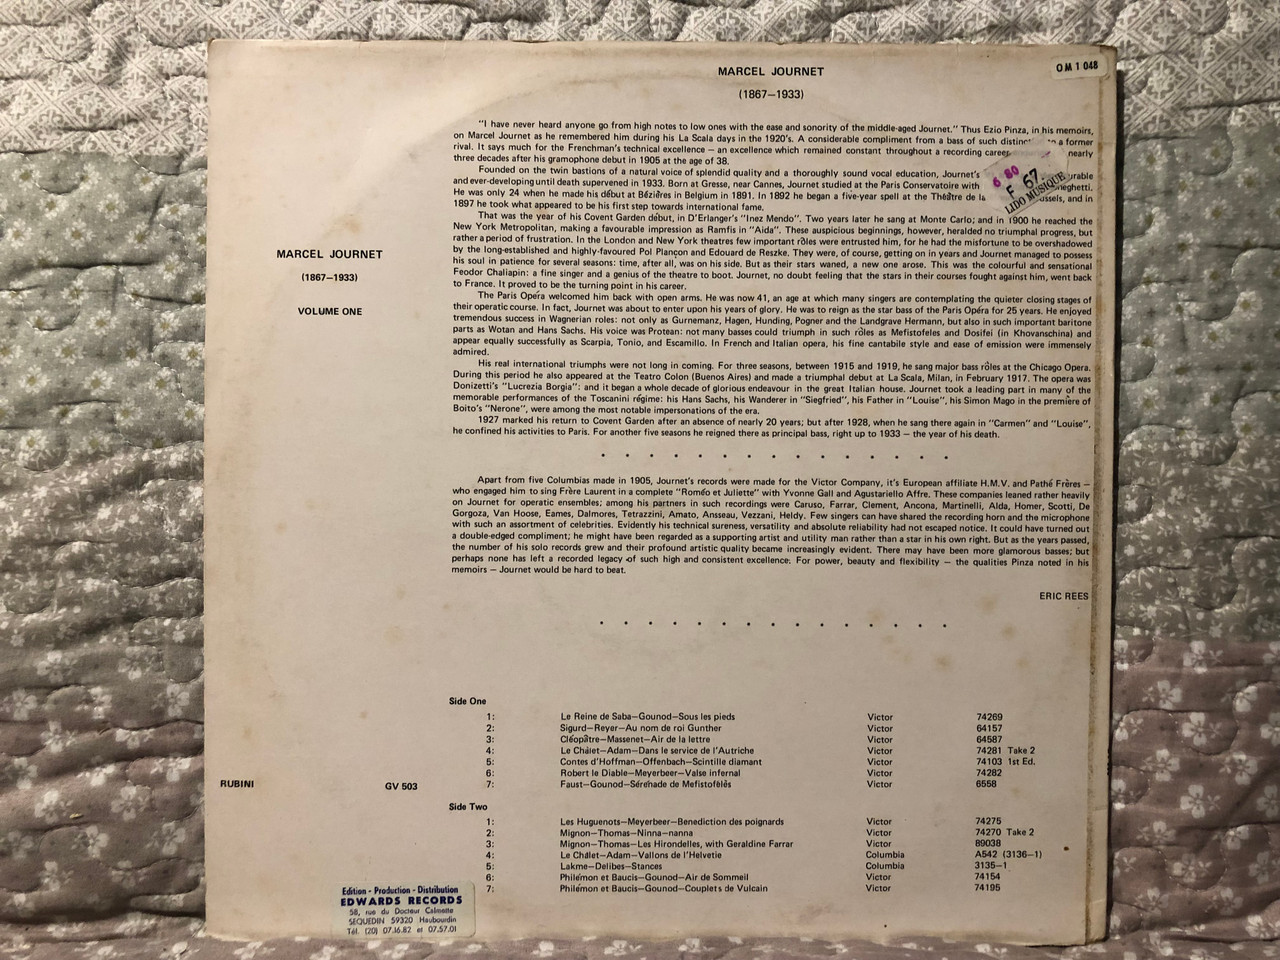 MARCEL JOURNET
(1867—1933)
OM 1 048
"I have never heard anyone go from high notes to low ones with the ease and sonority of the middle-aged Journet." Thus Ezio Pinza, in his memoirs,
on Marcel Journet as he remembered him during his La Scala days in the 1920's. A considerable compliment from a bass of such to a former
rival. It says much for the Frenchman's technical excellence — an excellence which remained constant throughout a recording nearly
three decades after his gramophone debut in 1905 at the age of 38.
Founded on the twin bastions of a natural voice of splendid quality and a thoroughly sound vocal education, Journet's
and ever-developing until death supervened in 1933. Born at Gresse, near Cannes, Journet studied at the Paris Conservatoire with
He was only 24 when he made his début at Bézières in Belgium in 1891. In 1892 he began a five-year spell at the Théâtre de la and in
1897 he took what appeared to be his first step towards international fame.
6 80
F 67.
LIDO MUSIQUE
That was the year of his Covent Garden debut, in D'Erlanger's "Inez Mendo". Two years later he sang at Monte Carlo; and in 1900 he reached the
New York Metropolitan, making a favourable impression as Ramfis in "Aida". These auspicious beginnings, however, heralded no triumphal progress, but
rather a period of frustration. In the London and New York theatres few important rôles were entrusted him, for he had the misfortune to be overshadowed
by the long-established and highly-favoured Pol Plançon and Edouard de Reszke. They were, of course, getting on in years and Journet managed to possess
his soul in patience for several seasons: time, after all, was on his side. But as their stars waned, a new one arose. This was the colourful and sensational
Feodor Chaliapin: a fine singer and a genius of the theatre to boot. Journet, no doubt feeling that the stars in their courses fought against him, went back
to France. It proved to be the turning point in his career.
The Paris Opéra welcomed him back with open arms. He was now 41, an age at which many singers are contemplating the quieter closing stages of
their operatic course. In fact, Journet was about to enter upon his years of glory. He was to reign as the star bass of the Paris Opéra for 25 years. He enjoyed
tremendous success in Wagnerian roles: not only as Gurnemanz, Hagen, Hunding, Pogner and the Landgrave Hermann, but also in such important baritone
parts as Wotan and Hans Sachs. His voice was Protean: not many basses could triumph in such rôles as Mefistofeles and Dosifei (in Khovanschina) and
appear equally successfully as Scarpia, Tonio, and Escamillo. In French and Italian opera, his fine cantabile style and ease of emission were immensely
admired.
His real international triumphs were not long in coming. For three seasons, between 1915 and 1919, he sang major bass rôles at the Chicago Opera.
During this period he also appeared at the Teatro Colon (Buenos Aires) and made a triumphal debut at La Scala, Milan, in February 1917. The opera was
Donizetti's "Lucrezia Borgia": and it began a whole decade of glorious endeavour in the great Italian house. Journet took a leading part in many of the
memorable performances of the Toscanini régime: his Hans Sachs, his Wanderer in "Siegfried", his Father in "Louise", his Simon Mago in the première of
Boito's "Nerone", were among the most notable impersonations of the era.
1927 marked his return to Covent Garden after an absence of nearly 20 years; but after 1928, when he sang there again in "Carmen" and "Louise",
he confined his activities to Paris. For another five seasons he reigned there as principal bass, right up to 1933 — the year of his death.
Apart from five Columbias made in 1905, Journet's records were made for the Victor Company, it's European affiliate H.M.V. and Pathé Frères —
who engaged him to sing Frère Laurent in a complete "Roméo et Juliette" with Yvonne Gall and Agustariello Affre. These companies leaned rather heavily
on Journet for operatic ensembles; among his partners in such recordings were Caruso, Farrar, Clement, Ancona, Martinelli, Alda, Homer, Scotti, De
Gorgoza, Van Hoose, Eames, Dalmores, Tetrazzini, Amato, Ansseau, Vezzani, Heldy. Few singers can have shared the recording horn and the microphone
with such an assortment of celebrities. Evidently his technical sureness, versatility and absolute reliability had not escaped notice. It could have turned out
a double-edged compliment; he might have been regarded as a supporting artist and utility man rather than a star in his own right. But as the years passed,
the number of his solo records grew and their profound artistic quality became increasingly evident. There may have been more glamorous basses; but
perhaps none has left a recorded legacy of such high and consistent excellence. For power, beauty and flexibility — the qualities Pinza noted in his
memoirs — Journet would be hard to beat.
ERIC REES
MARCEL JOURNET
(1867—1933)
VOLUME ONE
Side One
1: Le Reine de Saba—Gounod—Sous les pieds Victor 74269
2: Sigurd—Reyer—Au nom de roi Gunther Victor 64157
3: Cléopâtre—Massenet—Air de la lettre Victor 64587
4: Le Châlet—Adam—Dans le service de l'Autriche Victor 74281 Take 2
5: Contes d'Hoffman—Offenbach—Scintille diamant Victor 74103 1st Ed.
6: Robert le Diable—Meyerbeer—Valse infernal Victor 74282
7: Faust—Gounod—Sérénade de Mefistofélès Victor 6558
RUBINI GV 503
Side Two
1: Les Huguenots—Meyerbeer—Benediction des poignards Victor 74275
2: Mignon—Thomas—Ninna—nanna Victor 74270 Take 2
3: Mignon—Thomas—Les Hirondelles, with Geraldine Farrar Victor 89038
4: Le Châlet—Adam—Vallons de l'Helvetie Columbia A542 (3136—1)
5: Lakme—Delibes—Stances Columbia 3135—1
6: Philémon et Baucis—Gounod—Air de Sommeil Victor 74154
7: Philémon et Baucis—Gounod—Couplets de Vulcain Victor 74195
Edition - Production - Distribution
EDWARDS RECORDS
58, rue du Docteur Calmette
SEQUEDIN 59320 Haubourdin
Tél. (20) 07.16.82 et 07.57.01